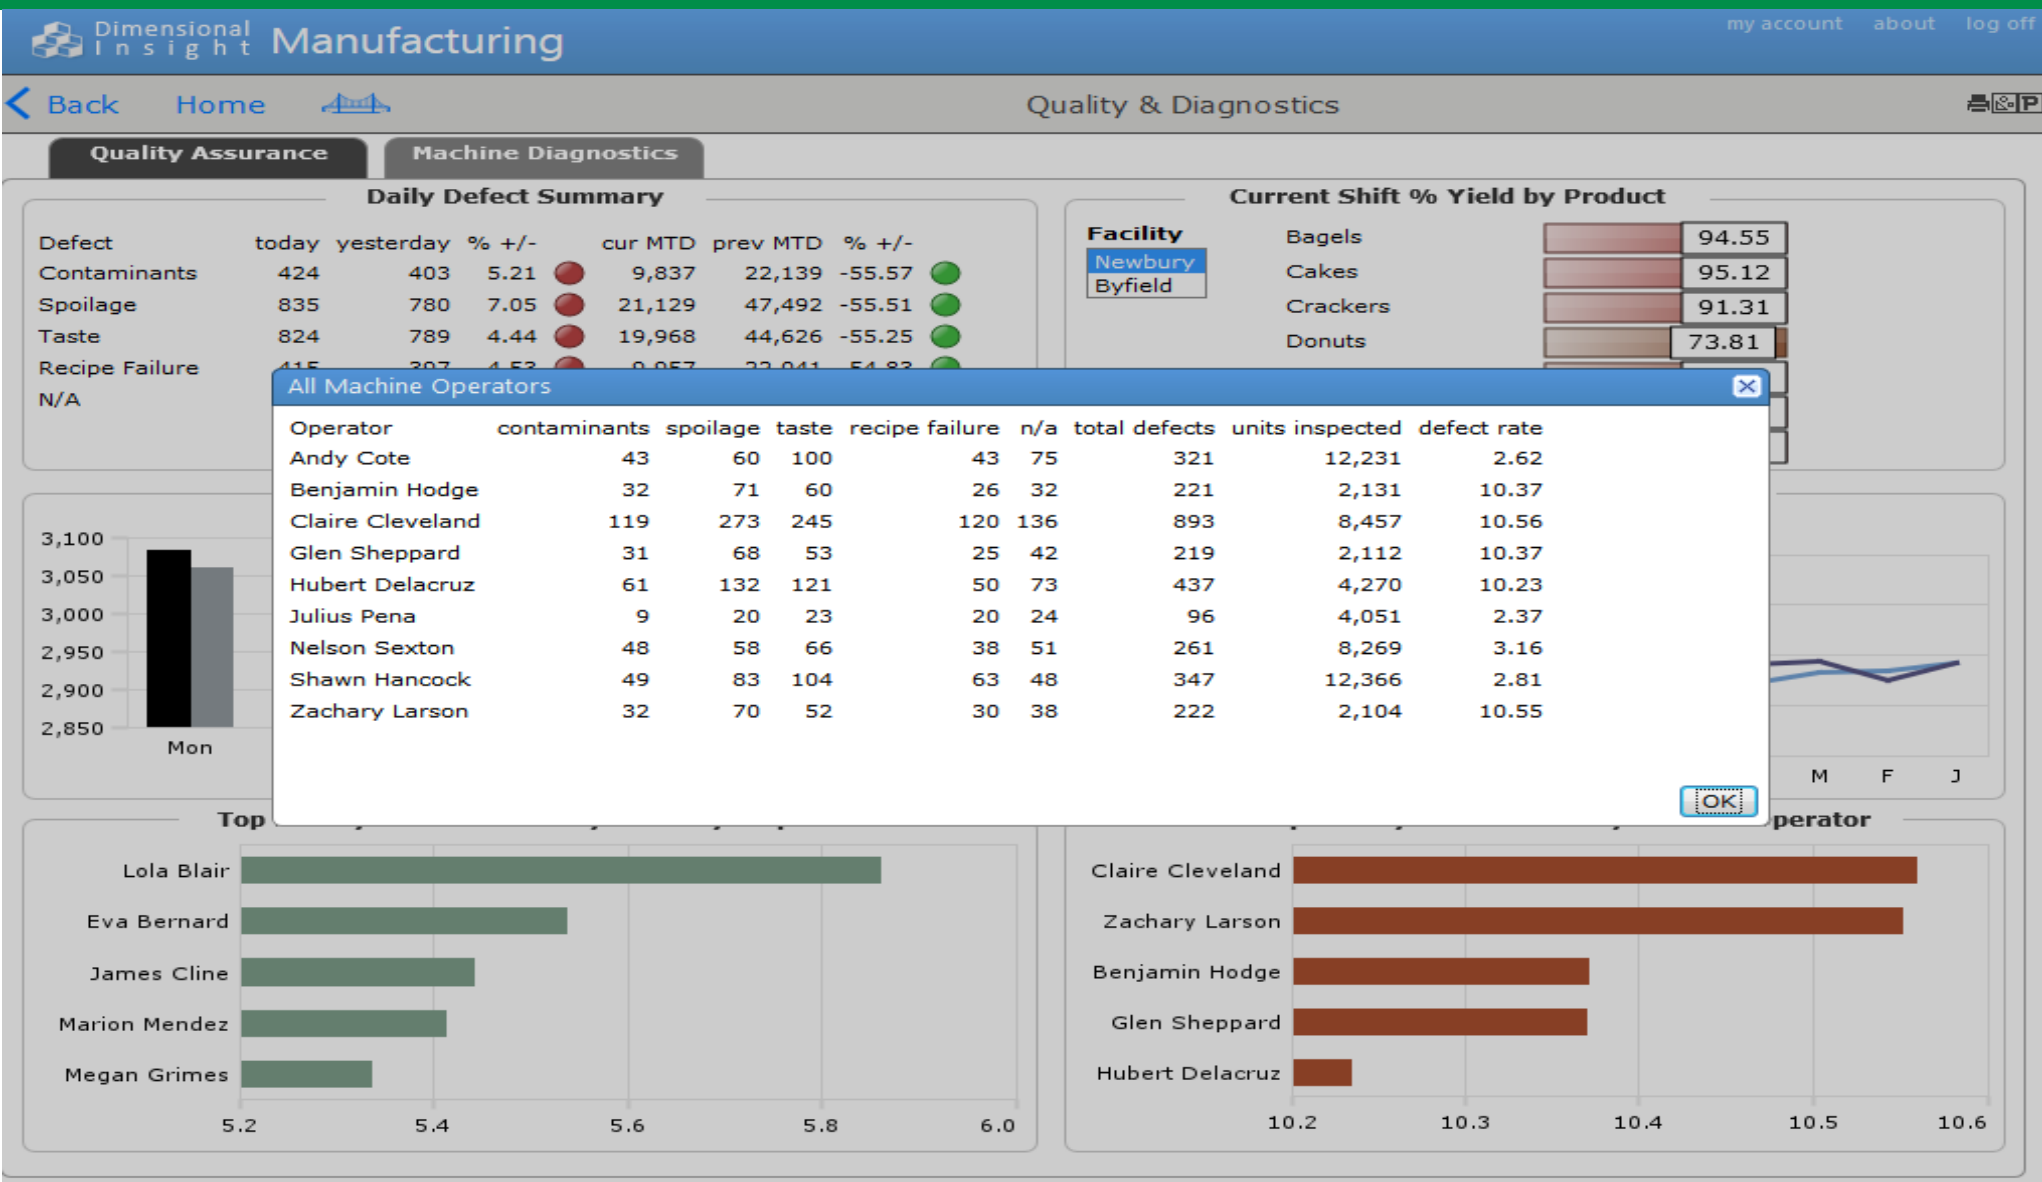 Dimensional Insight Manufacturing
my account about log off
Back Home
Quality & Diagnostics
Quality Assurance Machine Diagnostics
Daily Defect Summary
Defect today yesterday % +/- cur MTD prev MTD % +/-
Contaminants 424 403 5.21 9,837 22,139 -55.57
Spoilage 835 780 7.05 21,129 47,492 -55.51
Taste 824 789 4.44 19,968 44,626 -55.25
Recipe Failure
N/A
Current Shift % Yield by Product
Facility
Newbury
Byfield
Bagels 94.55
Cakes 95.12
Crackers 91.31
Donuts 73.81
All Machine Operators
Operator contaminants spoilage taste recipe failure n/a total defects units inspected defect rate
Andy Cote 43 60 100 43 75 321 12,231 2.62
Benjamin Hodge 32 71 60 26 32 221 2,131 10.37
Claire Cleveland 119 273 245 120 136 893 8,457 10.56
Glen Sheppard 31 68 53 25 42 219 2,112 10.37
Hubert Delacruz 61 132 121 50 73 437 4,270 10.23
Julius Pena 9 20 23 20 24 96 4,051 2.37
Nelson Sexton 48 58 66 38 51 261 8,269 3.16
Shawn Hancock 49 83 104 63 48 347 12,366 2.81
Zachary Larson 32 70 52 30 38 222 2,104 10.55
OK
3,100
3,050
3,000
2,950
2,900
2,850
Mon
M F J
Top
Lola Blair
Eva Bernard
James Cline
Marion Mendez
Megan Grimes
5.2 5.4 5.6 5.8 6.0
perator
Claire Cleveland
Zachary Larson
Benjamin Hodge
Glen Sheppard
Hubert Delacruz
10.2 10.3 10.4 10.5 10.6